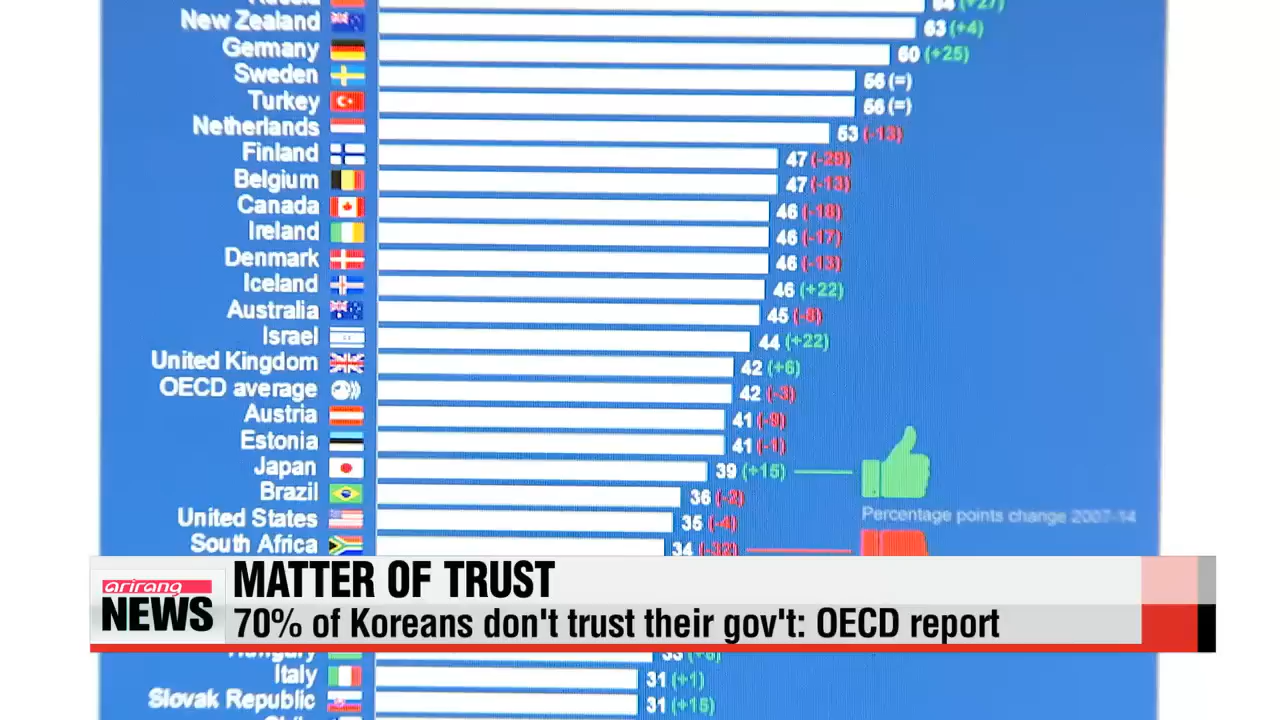 New Zealand 63 (+4)
Germany 60 (+25)
Sweden 56 (=)
Turkey 56 (=)
Netherlands 53 (-13)
Finland 47 (-29)
Belgium 47 (-13)
Canada 46 (-18)
Ireland 46 (-17)
Denmark 46 (-13)
Iceland 46 (+22)
Australia 45 (-8)
Israel 44 (+22)
United Kingdom 42 (+6)
OECD average 42 (-3)
Austria 41 (-9)
Estonia 41 (-1)
Japan 39 (+15)
Brazil 36 (-2)
Percentage points change 2007-14
United States 35 (-4)
South Africa 34 (-32)
arirang
NEWS
MATTER OF TRUST
70% of Koreans don't trust their gov't: OECD report
Italy 31 (+1)
Slovak Republic 31 (+15)